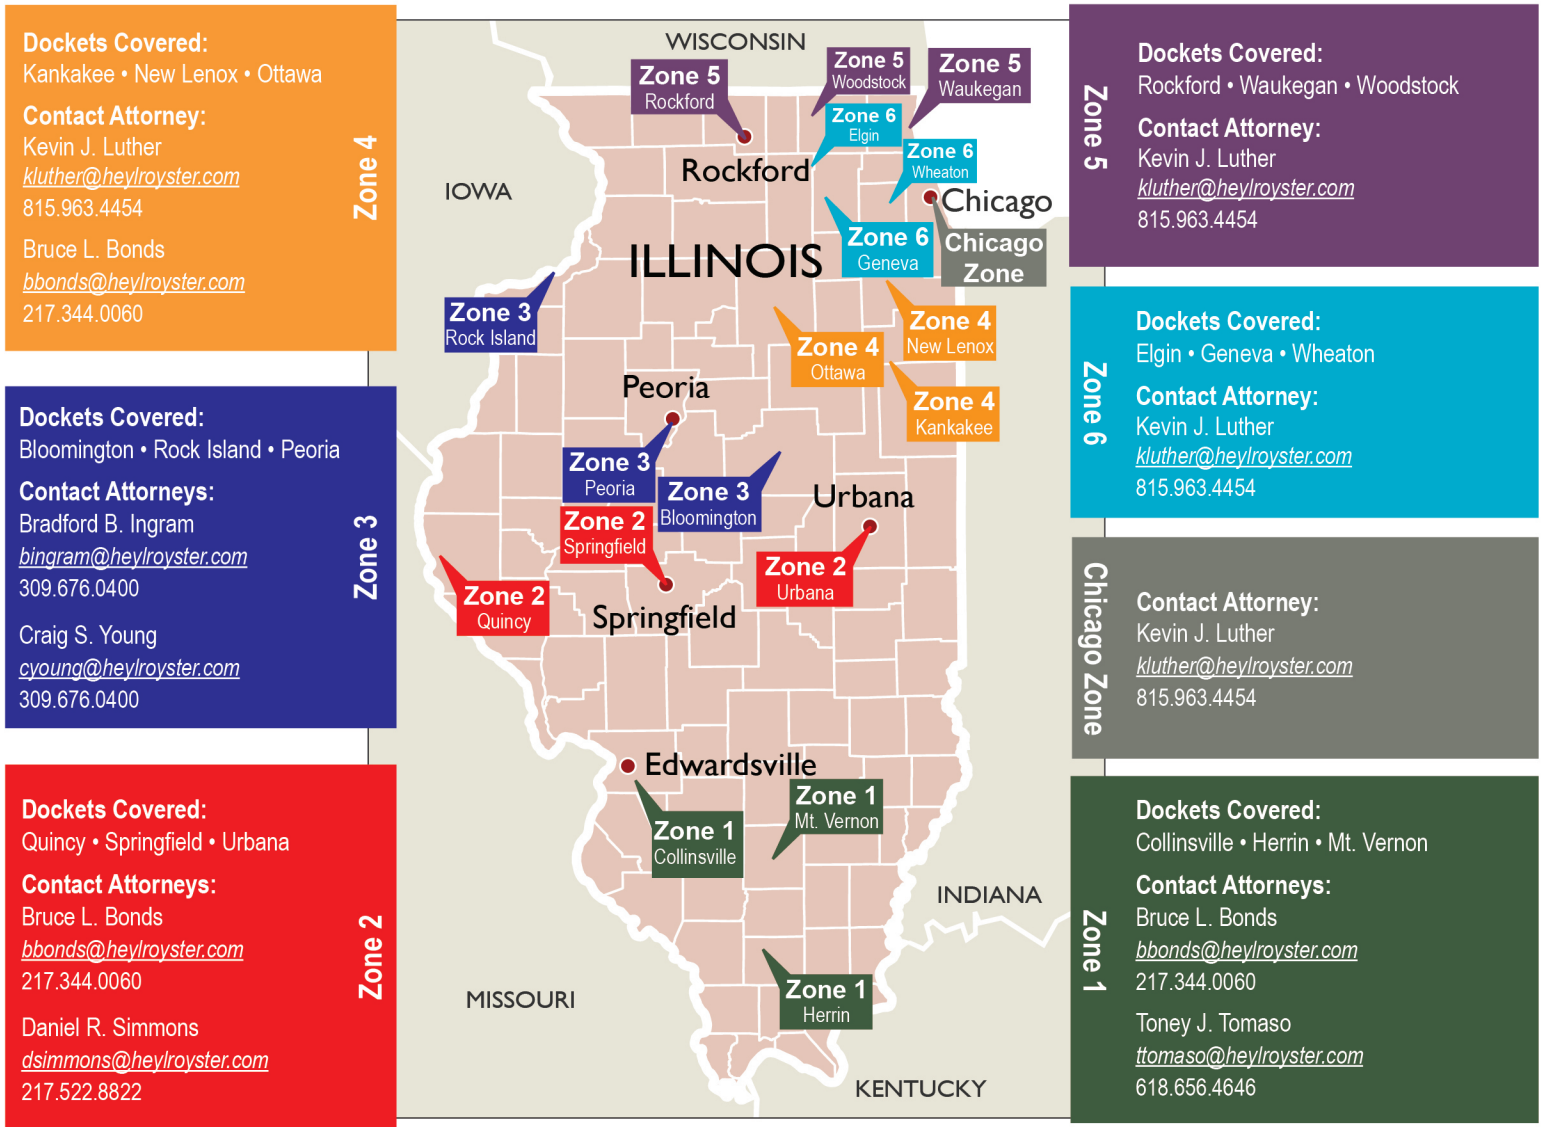 Dockets Covered:
Kankakee • New Lenox • Ottawa
Contact Attorney:
Kevin J. Luther
kluther@heylroyster.com
815.963.4454
Bruce L. Bonds
bbonds@heylroyster.com
217.344.0060
Zone 4
Dockets Covered:
Bloomington • Rock Island • Peoria
Contact Attorneys:
Bradford B. Ingram
bingram@heylroyster.com
309.676.0400
Craig S. Young
cyoung@heylroyster.com
309.676.0400
Zone 3
Dockets Covered:
Quincy • Springfield • Urbana
Contact Attorneys:
Bruce L. Bonds
bbonds@heylroyster.com
217.344.0060
Daniel R. Simmons
dsimmons@heylroyster.com
217.522.8822
Zone 2
WISCONSIN
Zone 5
Rockford
Zone 5
Woodstock
Zone 5
Waukegan
Zone 6
Elgin
Zone 6
Wheaton
Rockford
IOWA
Chicago
Zone 6
Geneva
Chicago
Zone
ILLINOIS
Zone 3
Rock Island
Zone 4
New Lenox
Zone 4
Ottawa
Peoria
Zone 4
Kankakee
Zone 3
Peoria
Zone 3
Bloomington
Urbana
Zone 2
Springfield
Zone 2
Urbana
Zone 2
Quincy
Springfield
Edwardsville
Zone 1
Mt. Vernon
Zone 1
Collinsville
INDIANA
Zone 1
Herrin
MISSOURI
KENTUCKY
Zone 5
Dockets Covered:
Rockford • Waukegan • Woodstock
Contact Attorney:
Kevin J. Luther
kluther@heylroyster.com
815.963.4454
Zone 6
Dockets Covered:
Elgin • Geneva • Wheaton
Contact Attorney:
Kevin J. Luther
kluther@heylroyster.com
815.963.4454
Chicago Zone
Contact Attorney:
Kevin J. Luther
kluther@heylroyster.com
815.963.4454
Zone 1
Dockets Covered:
Collinsville • Herrin • Mt. Vernon
Contact Attorneys:
Bruce L. Bonds
bbonds@heylroyster.com
217.344.0060
Toney J. Tomaso
ttomaso@heylroyster.com
618.656.4646